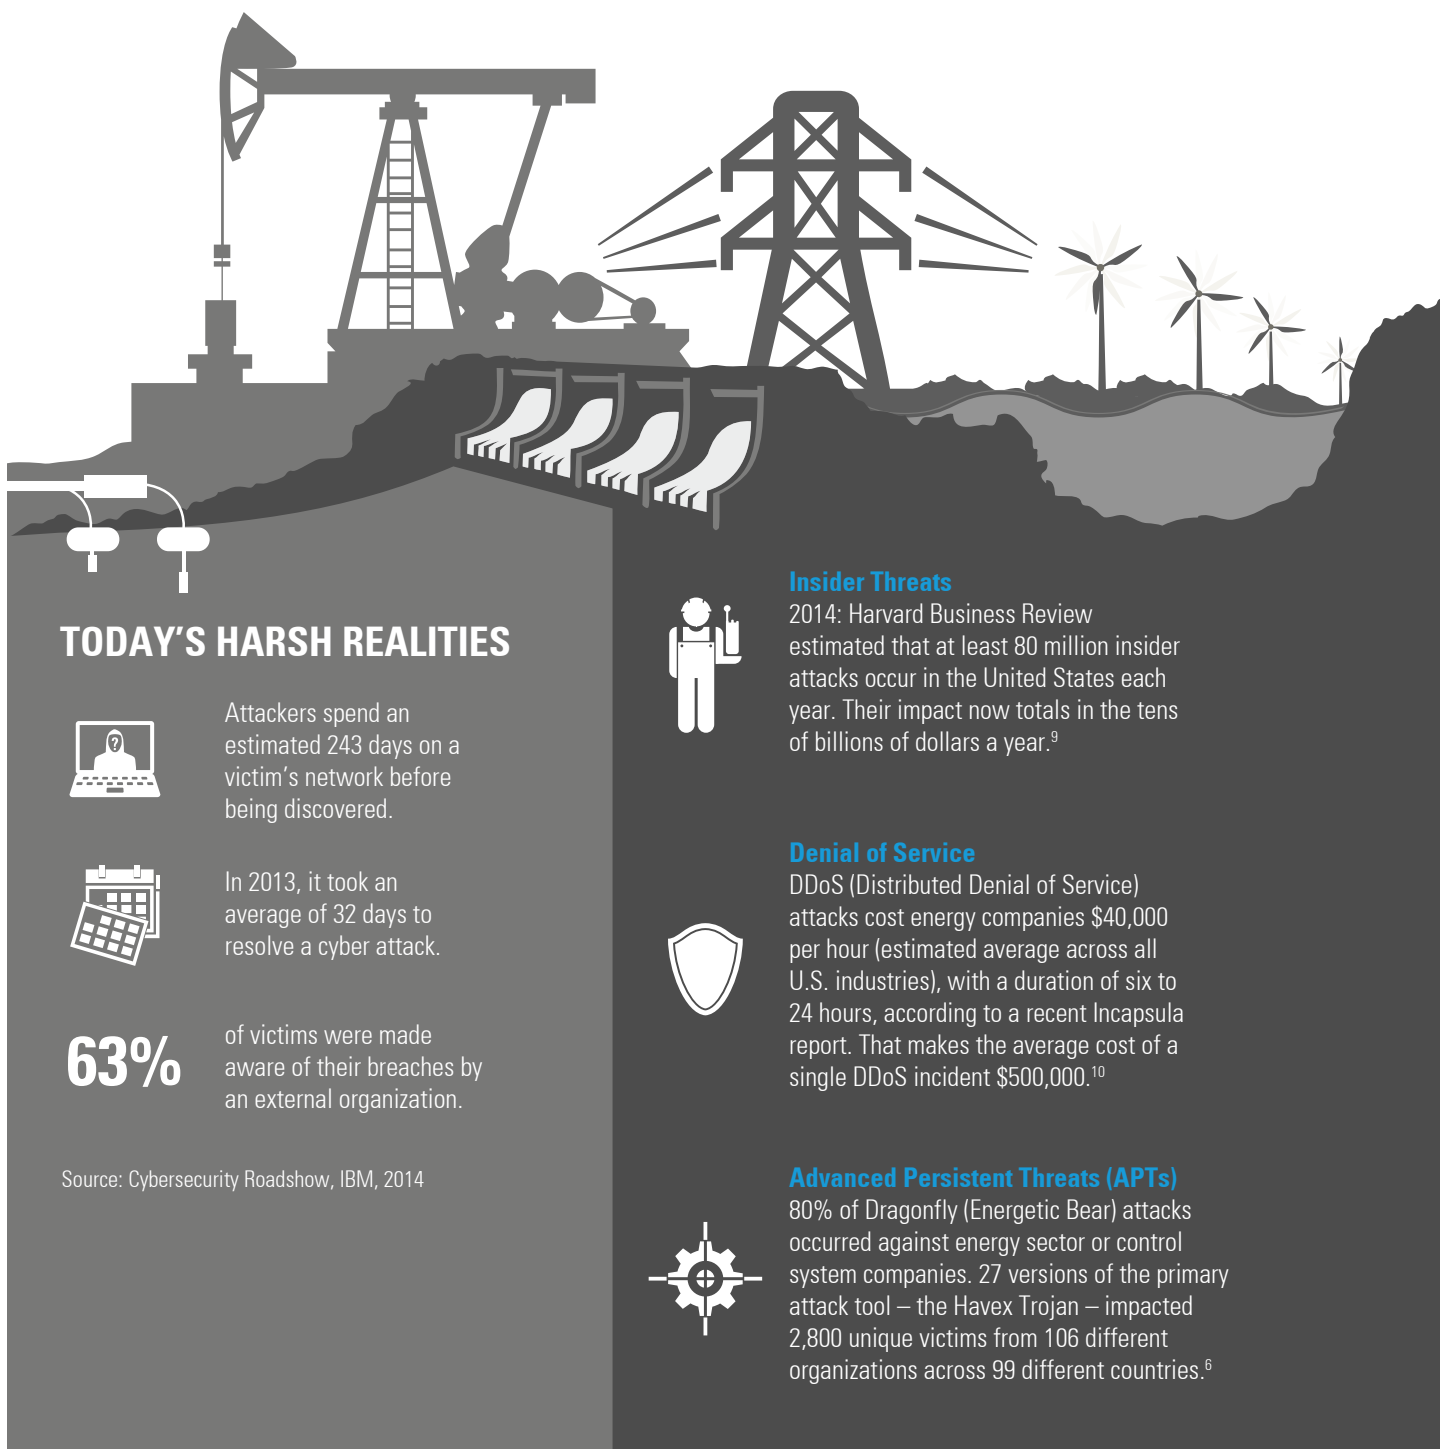 TODAY’S HARSH REALITIES
Attackers spend an
estimated 243 days on a
victim’s network before
being discovered.
In 2013, it took an
average of 32 days to
resolve a cyber attack.
63%
of victims were made
aware of their breaches by
an external organization.
Source: Cybersecurity Roadshow, IBM, 2014
Insider Threats
2014: Harvard Business Review
estimated that at least 80 million insider
attacks occur in the United States each
year. Their impact now totals in the tens
of billions of dollars a year.9
Denial of Service
DDoS (Distributed Denial of Service)
attacks cost energy companies $40,000
per hour (estimated average across all
U.S. industries), with a duration of six to
24 hours, according to a recent Incapsula
report. That makes the average cost of a
single DDoS incident $500,000.10
Advanced Persistent Threats (APTs)
80% of Dragonfly (Energetic Bear) attacks
occurred against energy sector or control
system companies. 27 versions of the primary
attack tool – the Havex Trojan – impacted
2,800 unique victims from 106 different
organizations across 99 different countries.6